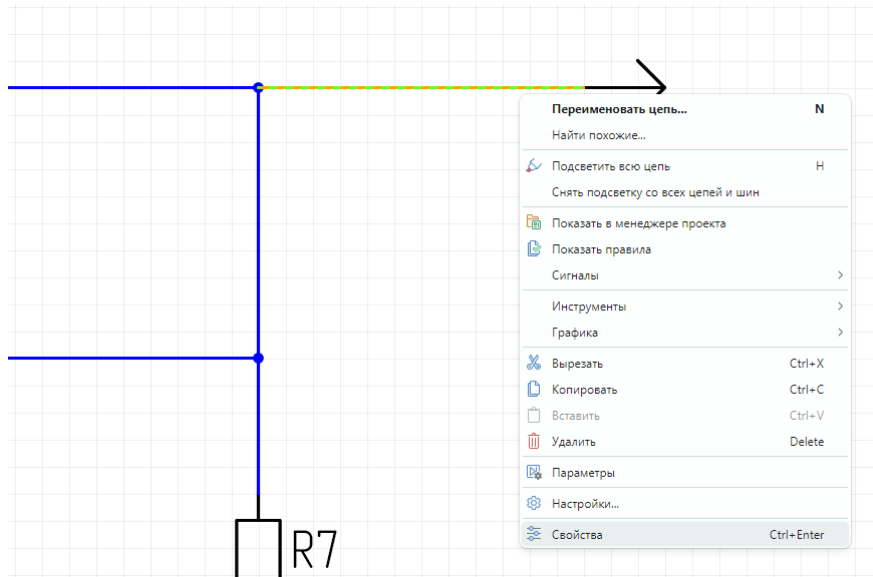 Переименовать цепь... N
Найти похожие...
Подсветить всю цепь H
Снять подсветку со всех цепей и шин
Показать в менеджере проекта
Показать правила
Сигналы
Инструменты
Графика
Вырезать Ctrl+X
Копировать Ctrl+C
Вставить Ctrl+V
Удалить Delete
Параметры
Настройки...
Свойства Ctrl+Enter
R7